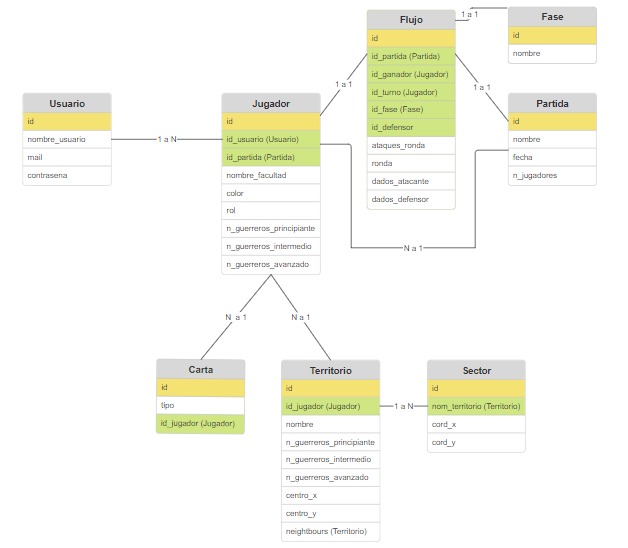 Fase
id
nombre
1 a 1
Flujo
id
id_partida (Partida)
id_ganador (Jugador)
id_turno (Jugador)
id_fase (Fase)
id_defensor
ataques_ronda
ronda
dados_atacante
dados_defensor
1 a 1
1 a 1
Usuario
id
nombre_usuario
mail
contrasena
1 a N
Jugador
id
id_usuario (Usuario)
id_partida (Partida)
nombre_facultad
color
rol
n_guerreros_principiante
n_guerreros_intermedio
n_guerreros_avanzado
Partida
id
nombre
fecha
n_jugadores
N a 1
N a 1
N a 1
Carta
id
tipo
id_jugador (Jugador)
Territorio
id
id_jugador (Jugador)
nombre
n_guerreros_principiante
n_guerreros_intermedio
n_guerreros_avanzado
centro_x
centro_y
neightbours (Territorio)
1 a N
Sector
id
nom_territorio (Territorio)
cord_x
cord_y